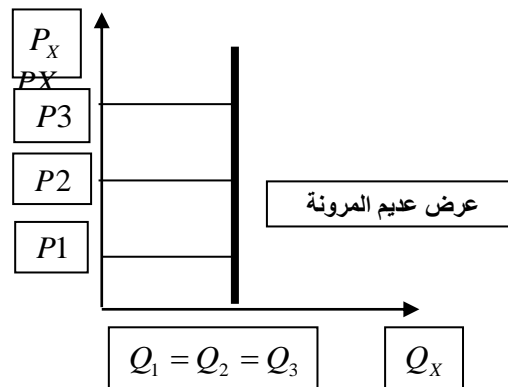 P_X
PX
P3
P2
عرض عديم المرونة
P1
Q_1 = Q_2 = Q_3
Q_X